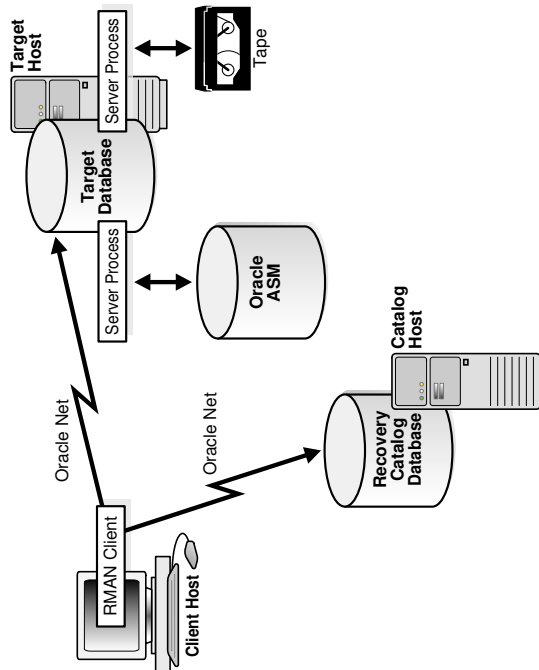 Target
Host
Server Process
Tape
Target
Database
Server Process
Oracle
ASM
Oracle Net
Catalog
Host
Recovery
Catalog
Database
Oracle Net
RMAN Client
Client Host